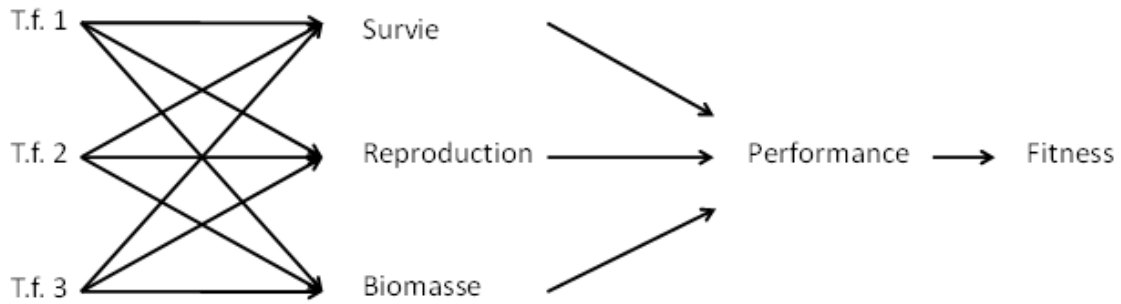 T.f. 1
Survie
T.f. 2
Reproduction
Performance
Fitness
T.f. 3
Biomasse